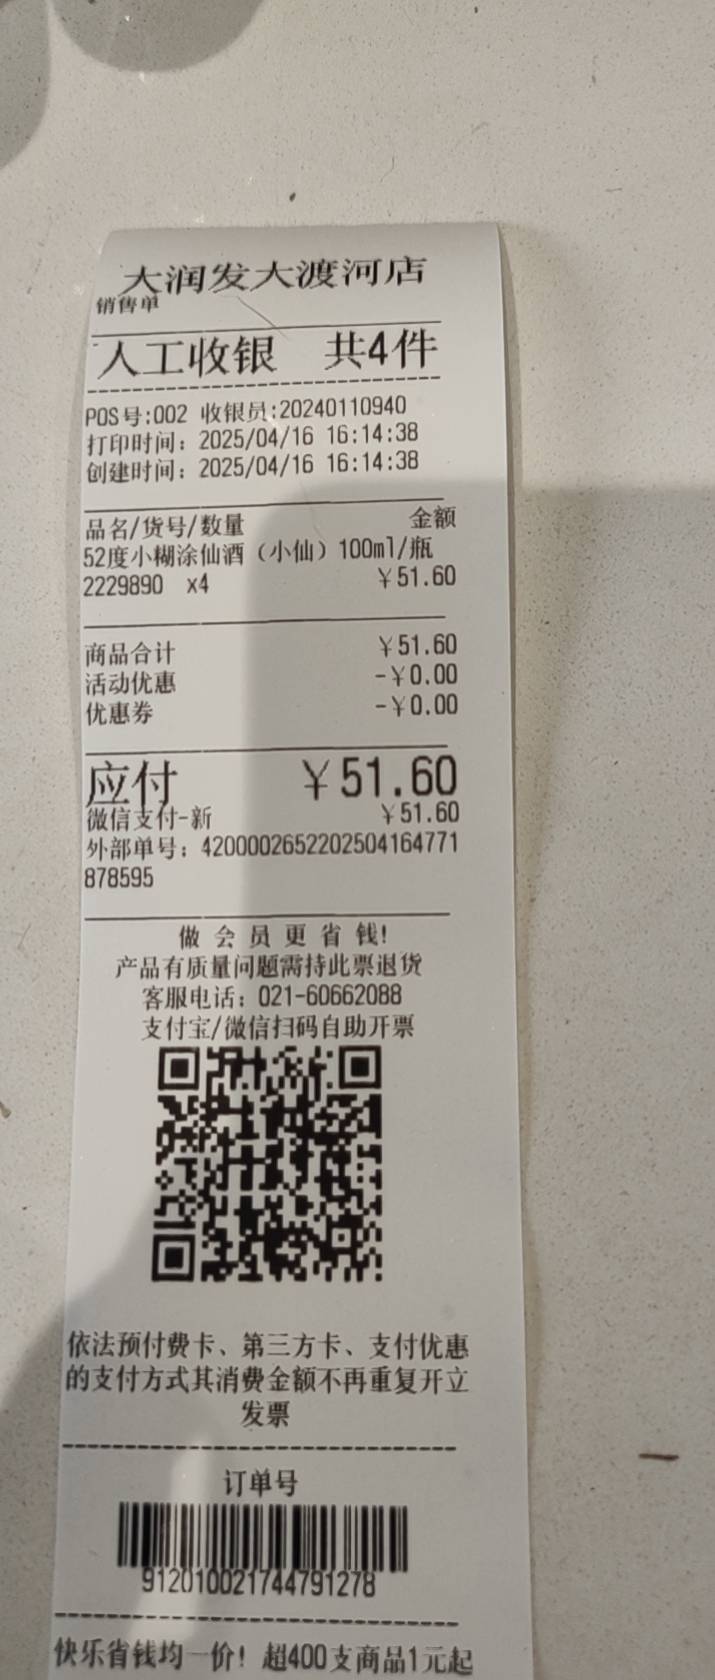 大润发大渡河店
销售单
人工收银 共4件
POS号:002 收银员:20240110940
打印时间：2025/04/16 16:14:38
创建时间：2025/04/16 16:14:38
品名/货号/数量 金额
52度小糊涂仙酒（小仙）100ml/瓶
2229890 x4 ￥51.60
商品合计 ￥51.60
活动优惠 -￥0.00
优惠券 -￥0.00
应付 ￥51.60
微信支付-新 ￥51.60
外部单号：4200002652202504164771
878595
做会员更省钱!
产品有质量问题需持此票退货
客服电话：021-60662088
支付宝/微信扫码自助开票
依法预付费卡、第三方卡、支付优惠
的支付方式其消费金额不再重复开立
发票
订单号
912010021744791278
快乐省钱均一价！超400支商品1元起